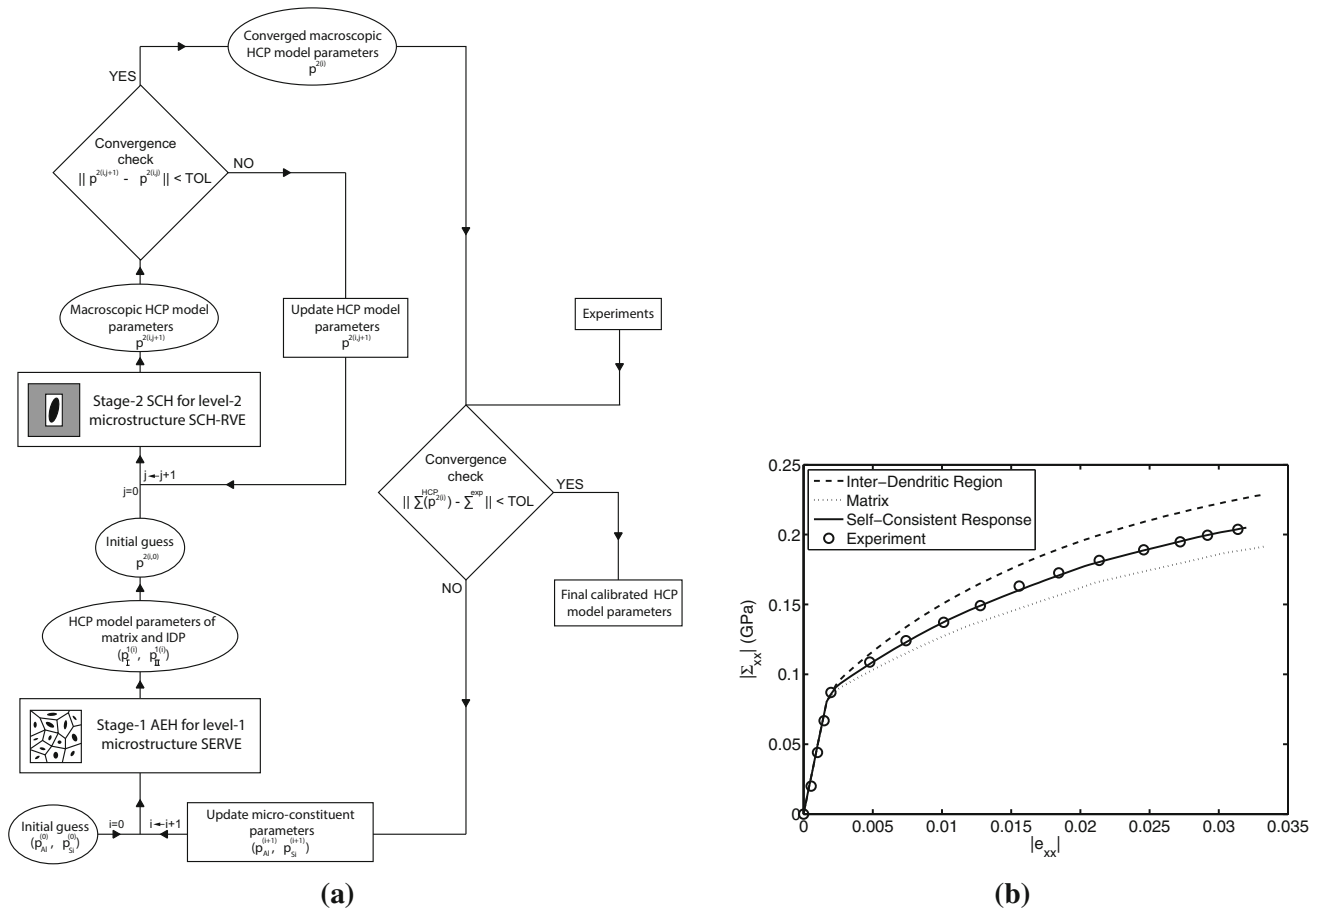 Converged macroscopic
HCP model parameters
p^2(i)
YES
Convergence
check
|| p^2(i,j+1) - p^2(i,j) || < TOL
NO
Macroscopic HCP model
parameters
p^2(i,j+1)
Update HCP model
parameters
p^2(i,j+1)
Experiments
Stage-2 SCH for level-2
microstructure SCH-RVE
j←j+1
j=0
Initial guess
p^2(i,0)
Convergence
check
|| Σ^HCP(p^2(i)) - Σ^exp || < TOL
YES
NO
Final calibrated HCP
model parameters
HCP model parameters of
matrix and IDP
(p_I^1(i), p_II^1(i))
Stage-1 AEH for level-1
microstructure SERVE
Initial guess
(p_Al^(0), p_Si^(0))
i=0
i←i+1
Update micro-constituent
parameters
(p_Al^(i+1), p_Si^(i+1))
(a)
0.25
0.2
0.15
0.1
0.05
0
|Σ_xx| (GPa)
Inter-Dendritic Region
Matrix
Self-Consistent Response
Experiment
0 0.005 0.01 0.015 0.02 0.025 0.03 0.035
|e_xx|
(b)